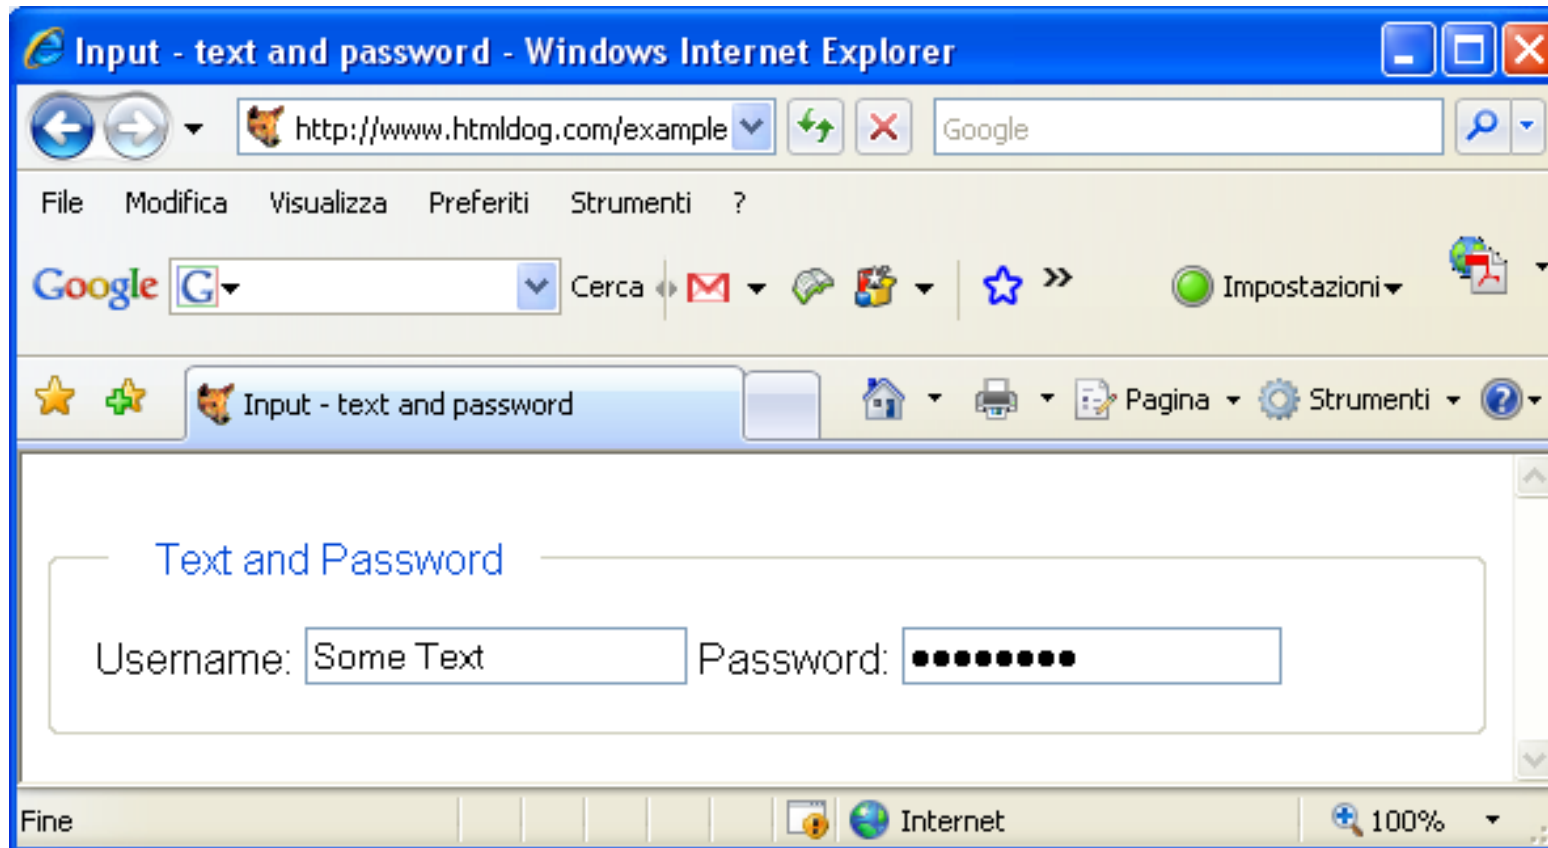 Input - text and password - Windows Internet Explorer
http://www.htmldog.com/example Google
File Modifica Visualizza Preferiti Strumenti ?
Google G Cerca » Impostazioni
Input - text and password Pagina Strumenti ?
Text and Password
Username: Some Text Password: ●●●●●●●●
Fine Internet 100%